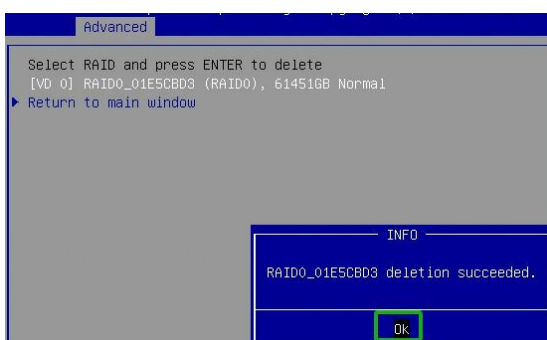 Advanced
Select RAID and press ENTER to delete
[VD 0] RAID0_01E5CBD3 (RAID0), 61451GB Normal
Return to main window
INFO
RAID0_01E5CBD3 deletion succeeded.
Ok